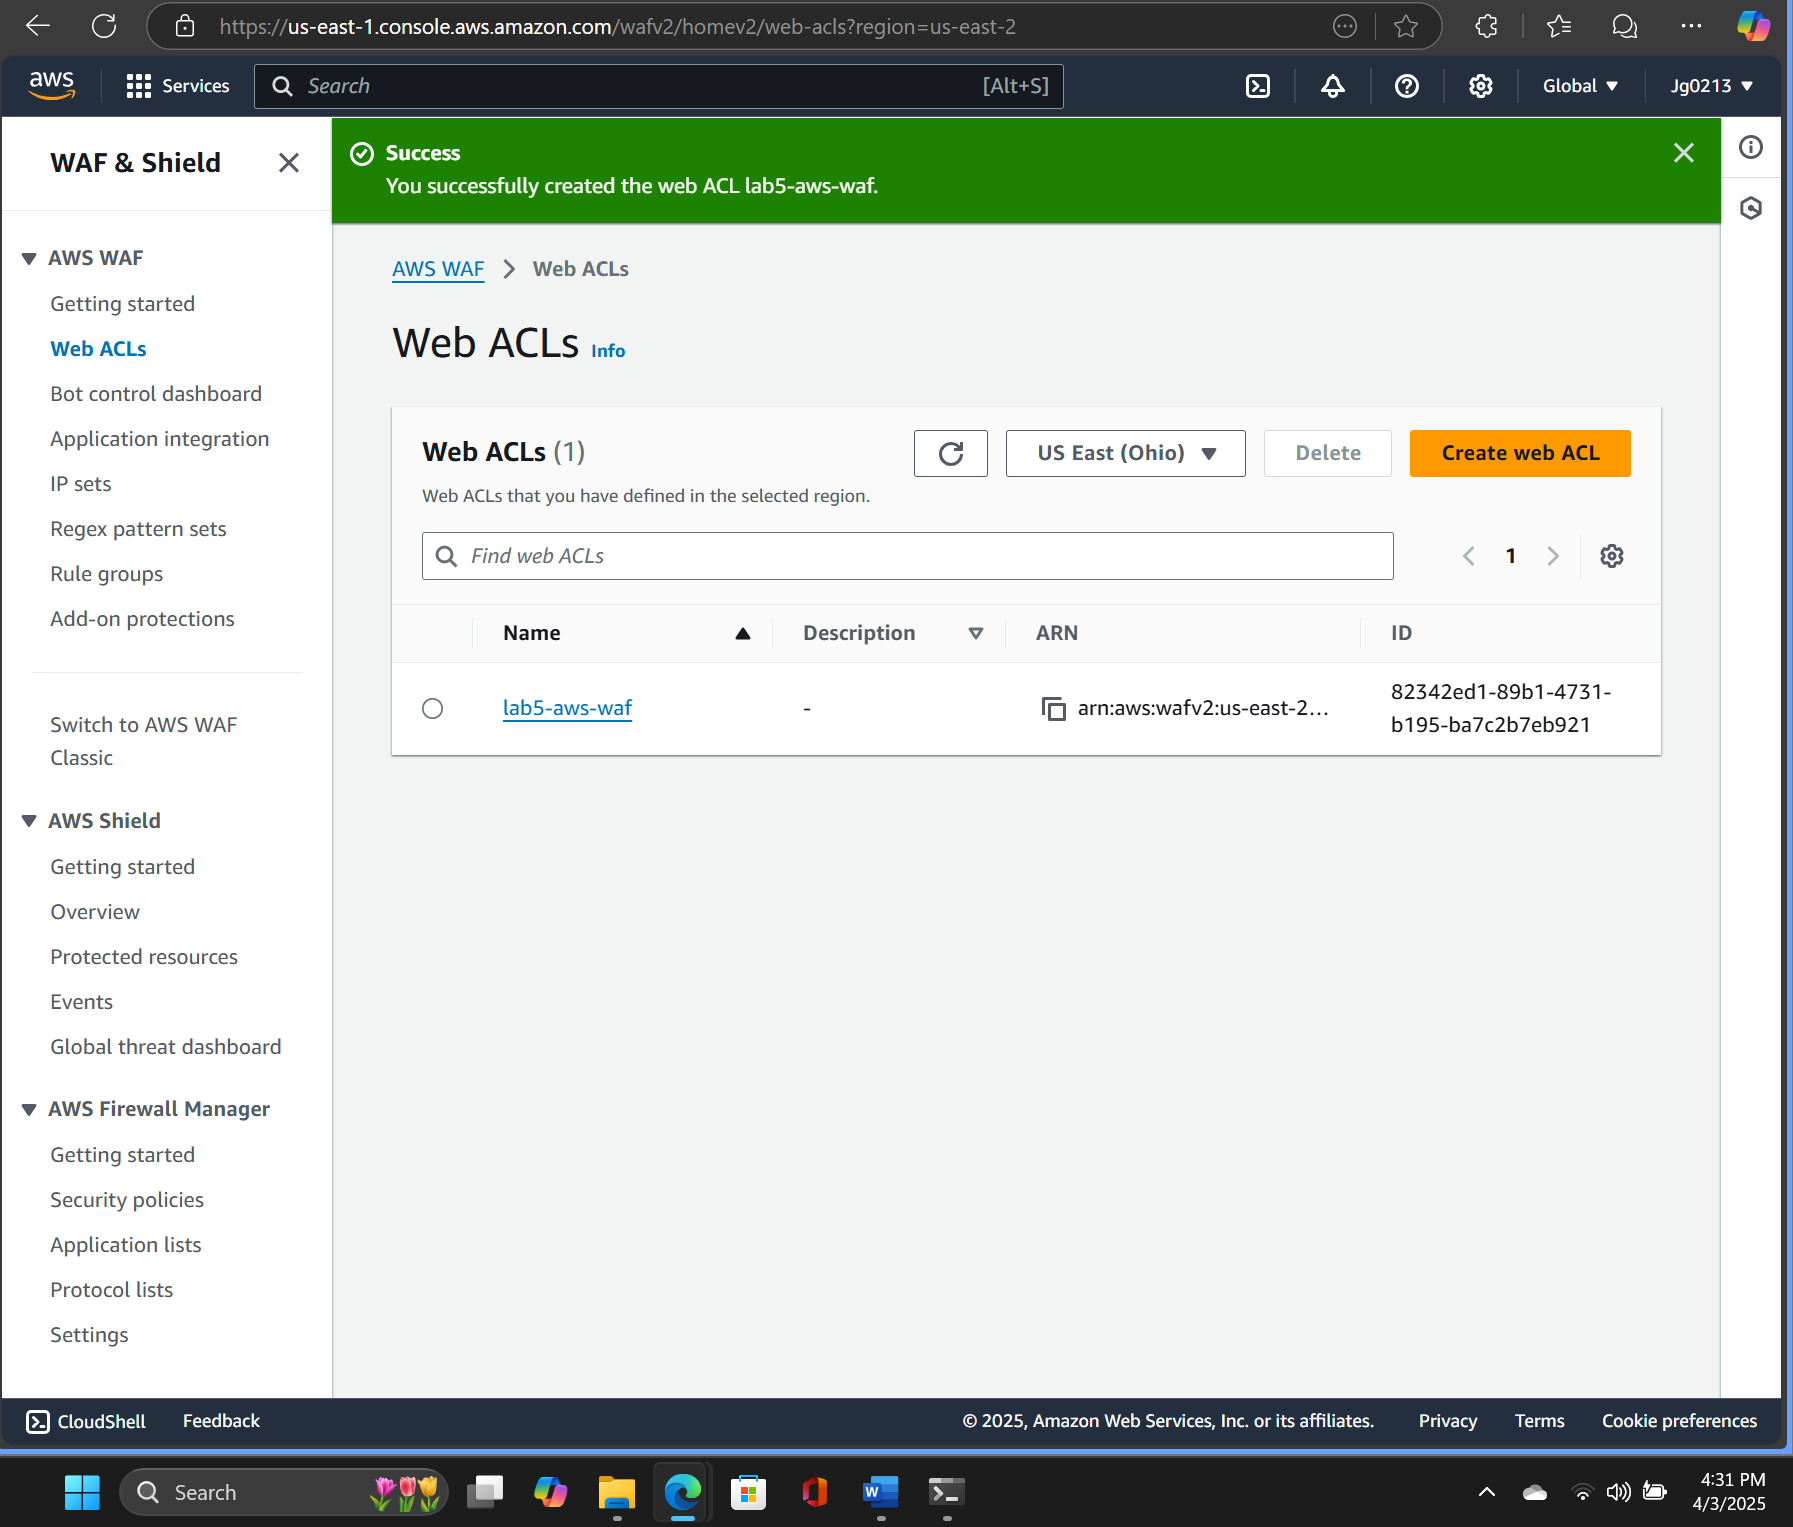 https://us-east-1.console.aws.amazon.com/wafv2/homev2/web-acls?region=us-east-2
aws
Services
Search
[Alt+S]
Global
Jg0213
WAF & Shield
AWS WAF
Getting started
Web ACLs
Bot control dashboard
Application integration
IP sets
Regex pattern sets
Rule groups
Add-on protections
Switch to AWS WAF
Classic
AWS Shield
Getting started
Overview
Protected resources
Events
Global threat dashboard
AWS Firewall Manager
Getting started
Security policies
Application lists
Protocol lists
Settings
Success
You successfully created the web ACL lab5-aws-waf.
AWS WAF
Web ACLs
Web ACLs Info
Web ACLs (1)
US East (Ohio)
Delete
Create web ACL
Web ACLs that you have defined in the selected region.
Find web ACLs
1
Name
Description
ARN
ID
lab5-aws-waf
-
arn:aws:wafv2:us-east-2...
82342ed1-89b1-4731-
b195-ba7c2b7eb921
CloudShell
Feedback
© 2025, Amazon Web Services, Inc. or its affiliates.
Privacy
Terms
Cookie preferences
Search
W
4:31 PM
4/3/2025